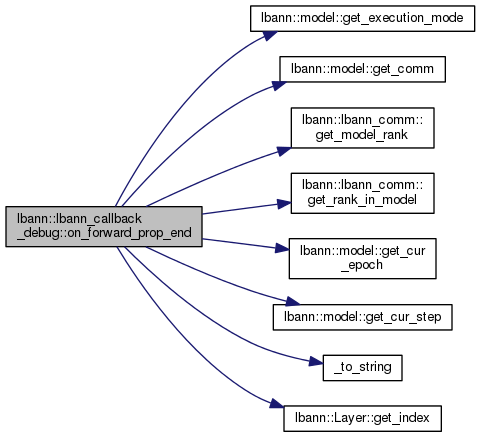 lbann::model::get_execution_mode
lbann::model::get_comm
lbann::lbann_comm::
get_model_rank
lbann::lbann_callback
_debug::on_forward_prop_end
lbann::lbann_comm::
get_rank_in_model
lbann::model::get_cur
_epoch
lbann::model::get_cur_step
_to_string
lbann::Layer::get_index